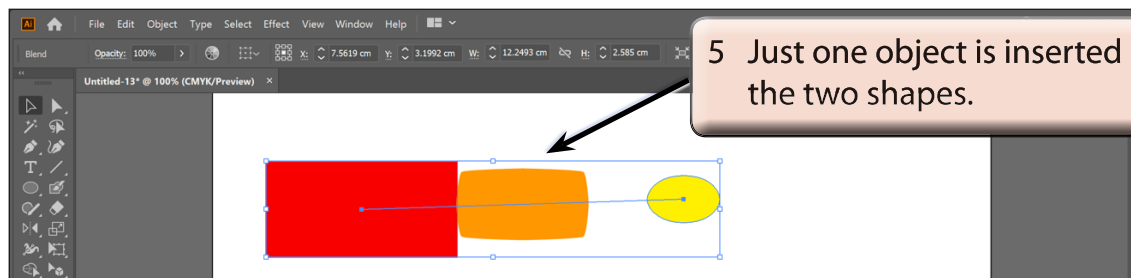 Ai File Edit Object Type Select Effect View Window Help
Blend Opacity: 100% X: 7.5619 cm Y: 3.1992 cm W: 12.2493 cm H: 2.585 cm
Untitled-13* @ 100% (CMYK/Preview) ×
5 Just one object is inserted
the two shapes.